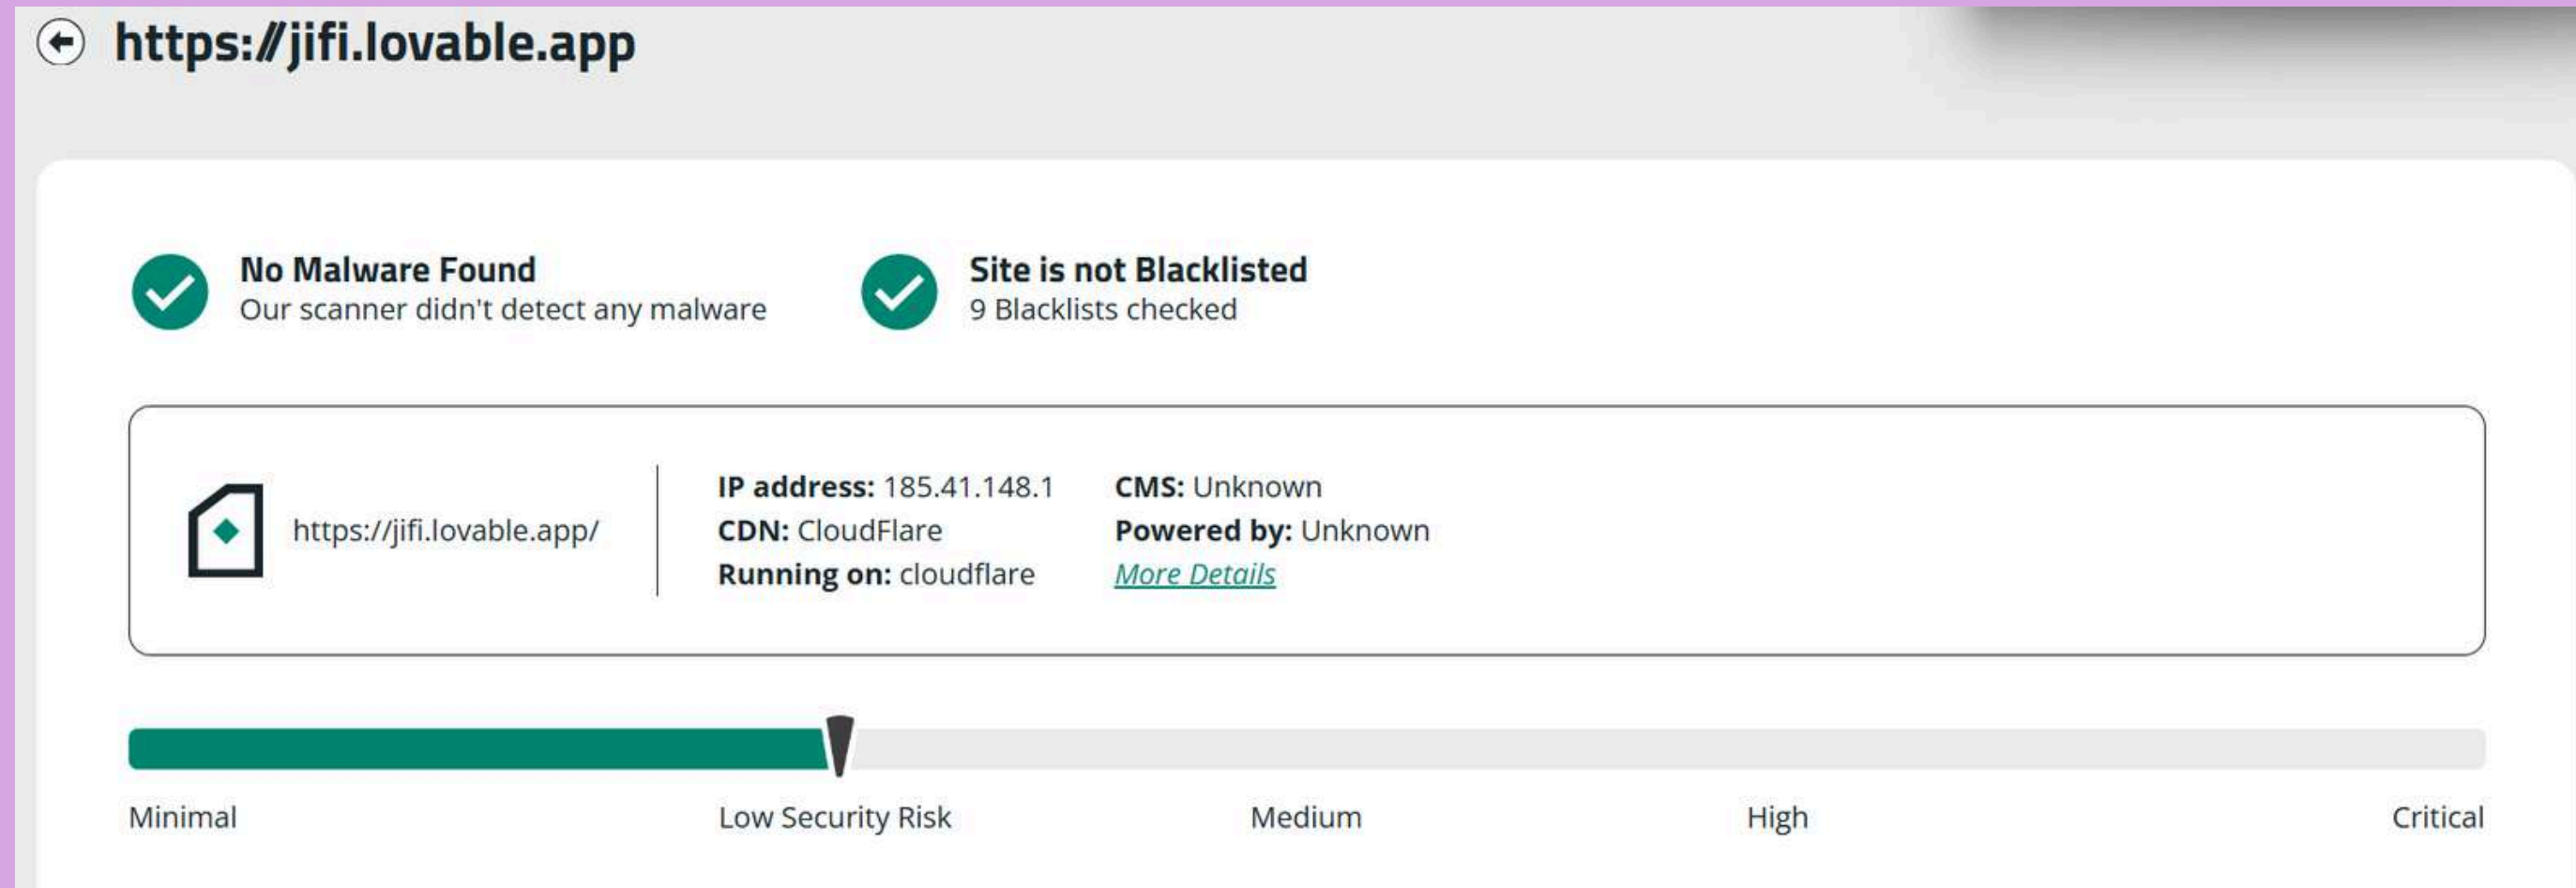 https://jifi.lovable.app
No Malware Found
Our scanner didn't detect any malware
Site is not Blacklisted
9 Blacklists checked
https://jifi.lovable.app/
IP address: 185.41.148.1
CDN: CloudFlare
Running on: cloudflare
CMS: Unknown
Powered by: Unknown
More Details
Minimal
Low Security Risk
Medium
High
Critical